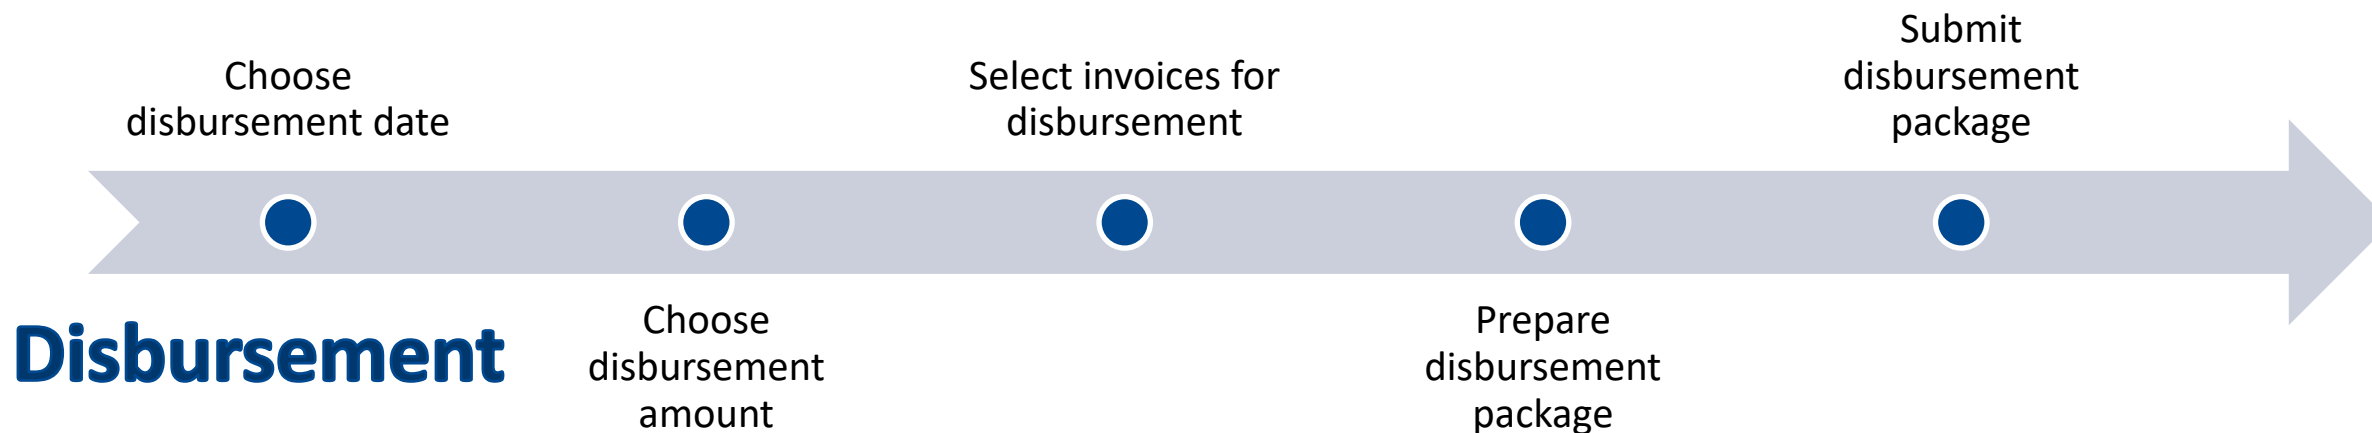 Choose
disbursement date
Choose
disbursement
amount
Select invoices for
disbursement
Prepare
disbursement
package
Submit
disbursement
package
Disbursement